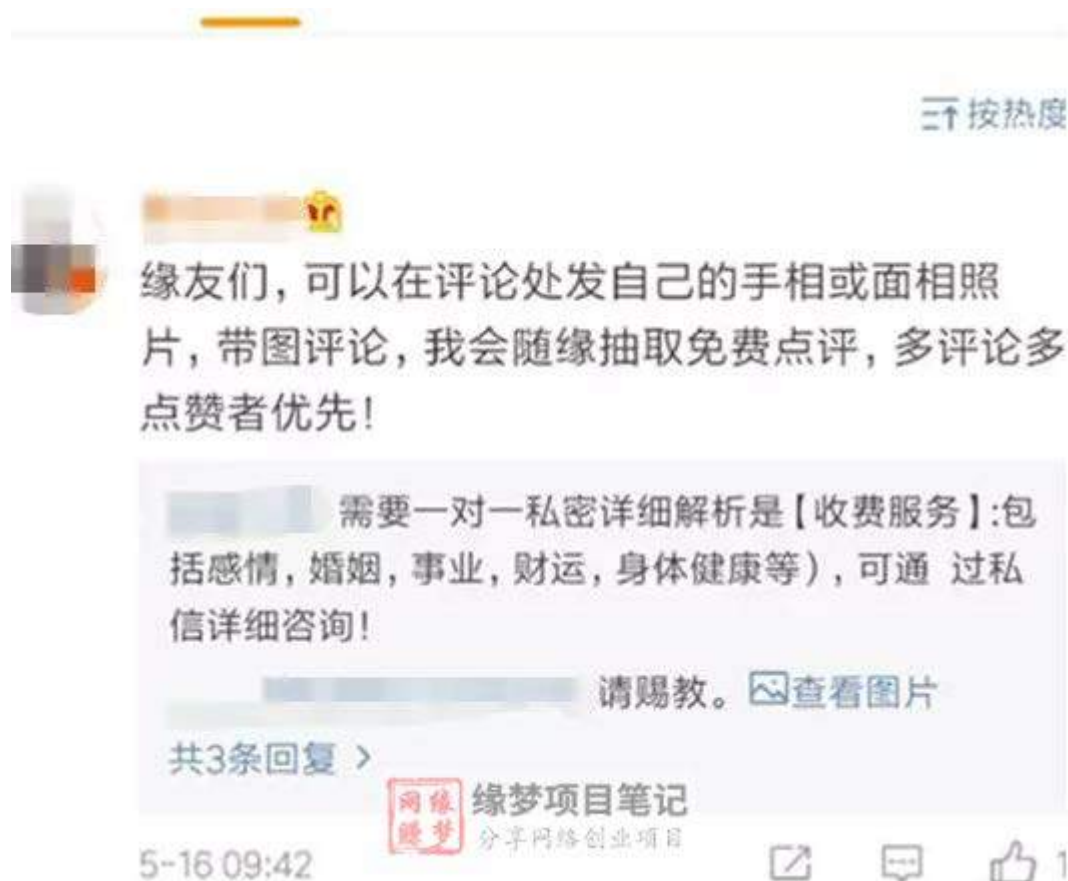 按热度
缘友们，可以在评论处发自己的手相或面相照
片，带图评论，我会随缘抽取免费点评，多评论多
点赞者优先！
需要一对一私密详细解析是【收费服务】:包
括感情，婚姻，事业，财运，身体健康等），可通 过私
信详细咨询！
请赐教。查看图片
共3条回复 >
缘梦项目笔记
分享网络创业项目
5-16 09:42
1